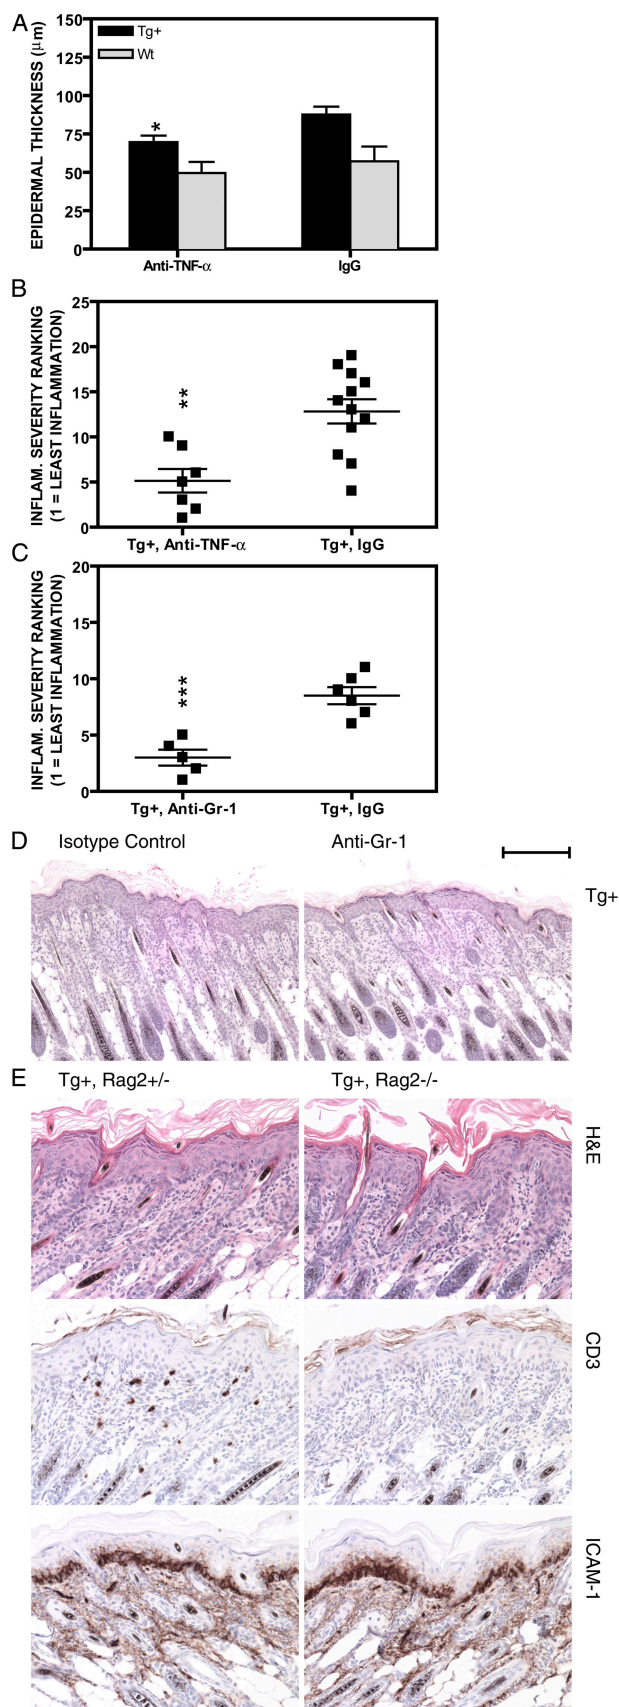 A
EPIDERMAL THICKNESS (μm)
150
125
100
75
50
25
0
Tg+
Wt
*
Anti-TNF-α
IgG
B
INFLAM. SEVERITY RANKING
(1 = LEAST INFLAMMATION)
25
20
15
10
5
0
**
Tg+, Anti-TNF-α
Tg+, IgG
C
INFLAM. SEVERITY RANKING
(1 = LEAST INFLAMMATION)
20
15
10
5
0
***
Tg+, Anti-Gr-1
Tg+, IgG
D
Isotype Control
Anti-Gr-1
Tg+
E
Tg+, Rag2+/-
Tg+, Rag2-/-
H&E
CD3
ICAM-1